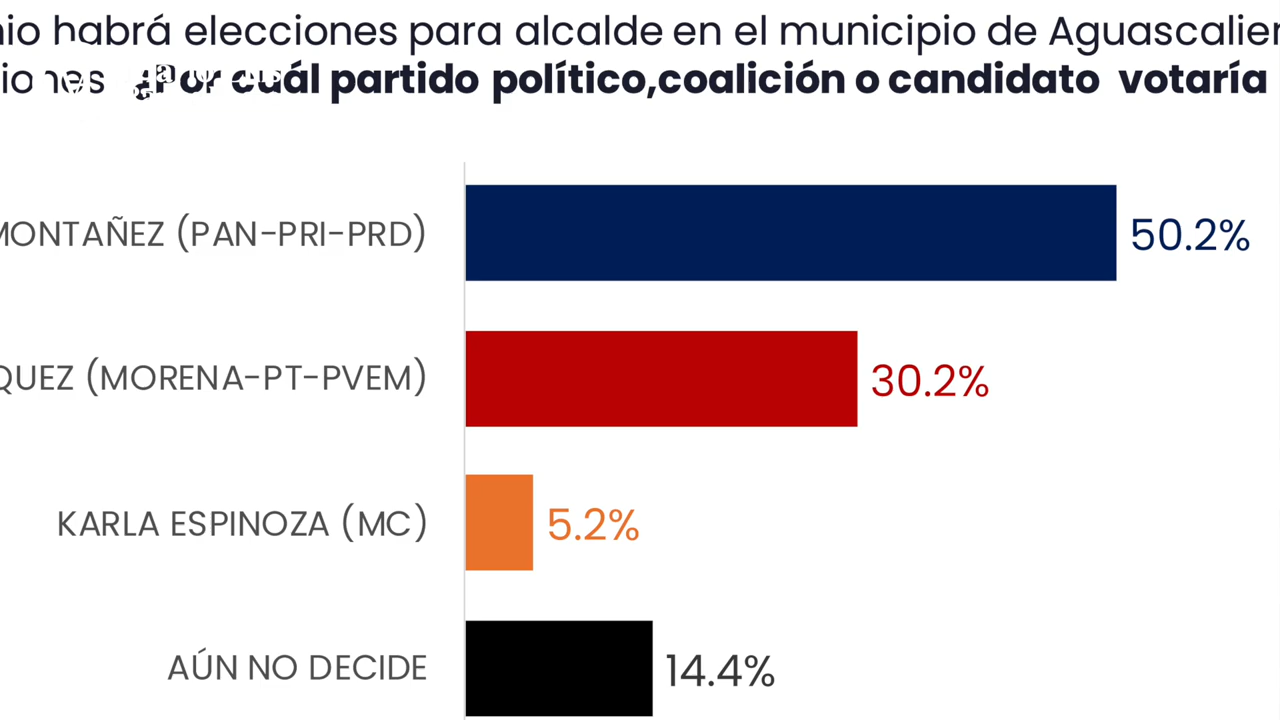 nio habrá elecciones para alcalde en el municipio de Aguascalien
iones ¿Por cuál partido político,coalición o candidato votaría
MONTAÑEZ (PAN-PRI-PRD)
50.2%
QUEZ (MORENA-PT-PVEM)
30.2%
KARLA ESPINOZA (MC)
5.2%
AÚN NO DECIDE
14.4%